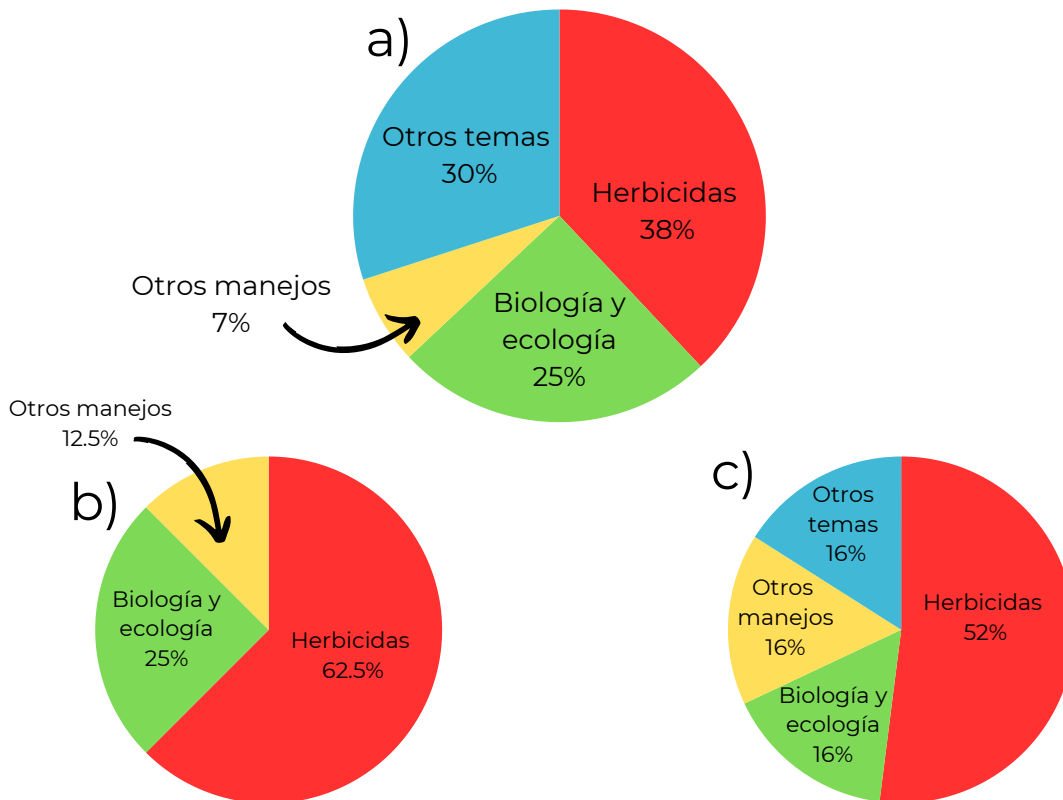 a)
Otros temas
30%
Herbicidas
38%
Otros manejos
7%
Biología y
ecología
25%
Otros manejos
12.5%
b)
Biología y
ecología
25%
Herbicidas
62.5%
c)
Otros
temas
16%
Otros
manejos
16%
Herbicidas
52%
Biología y
ecología
16%